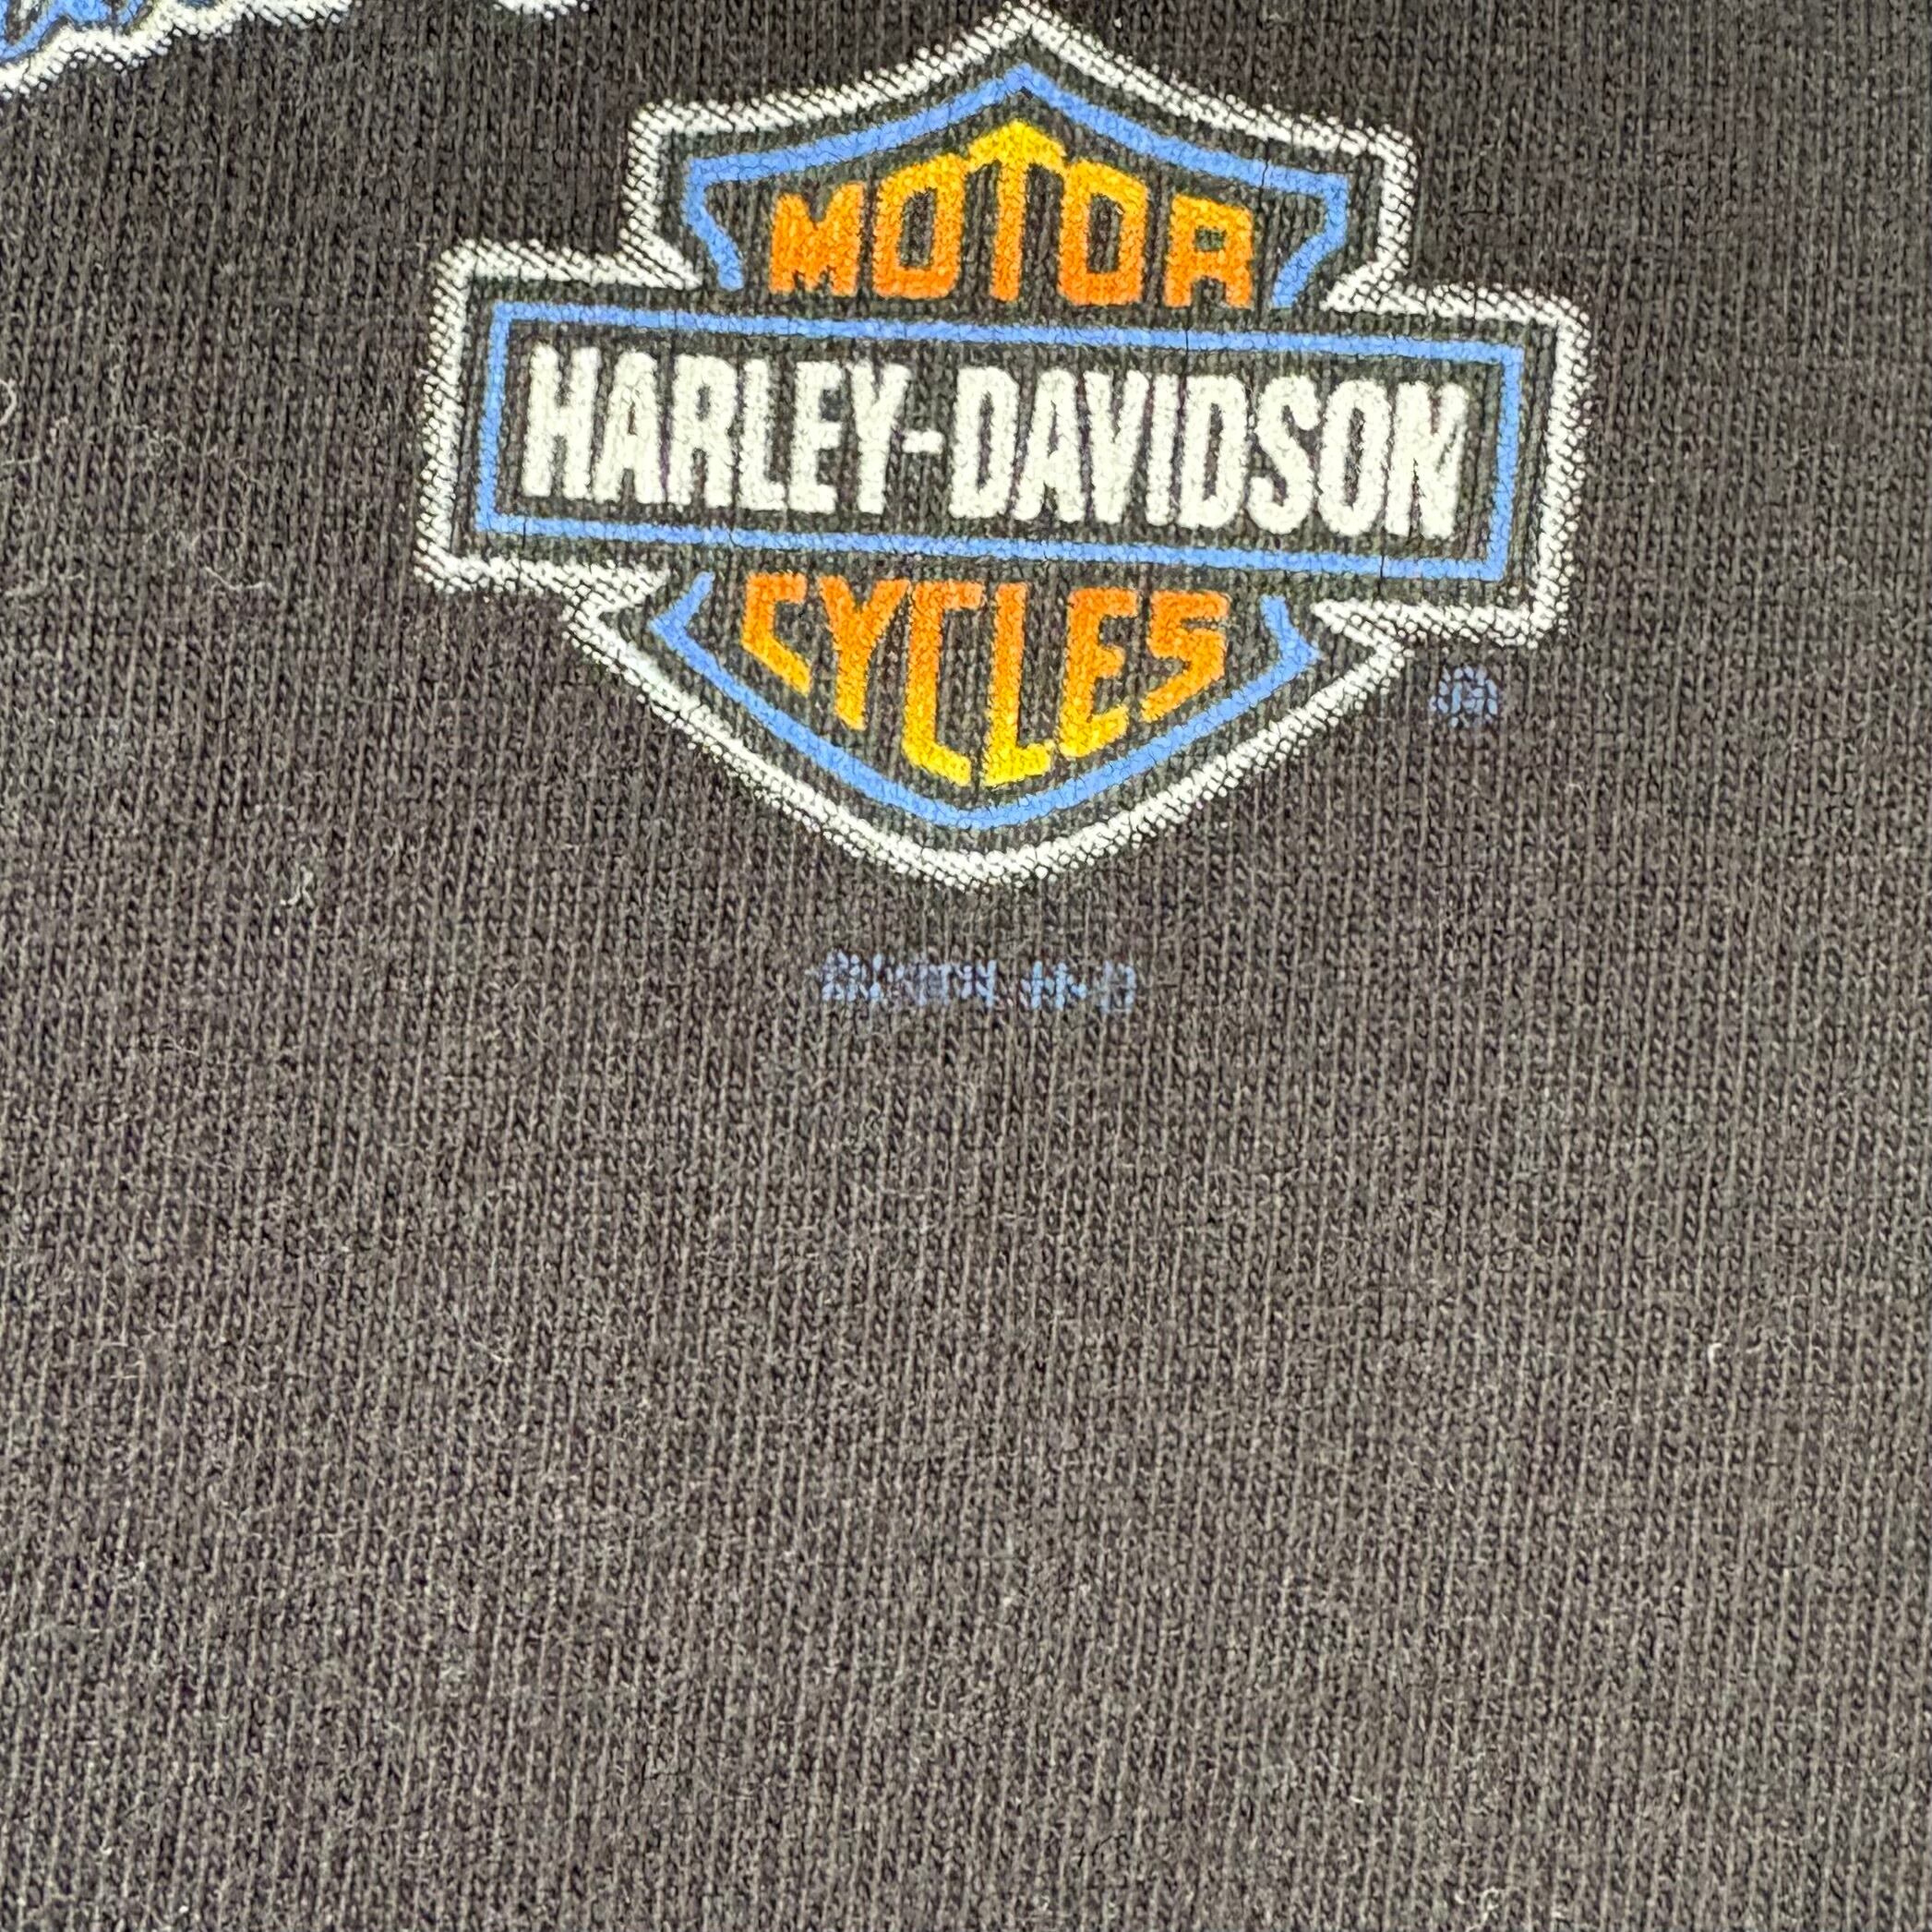 MOTOR
HARLEY-DAVIDSON
CYCLES
®
H-D